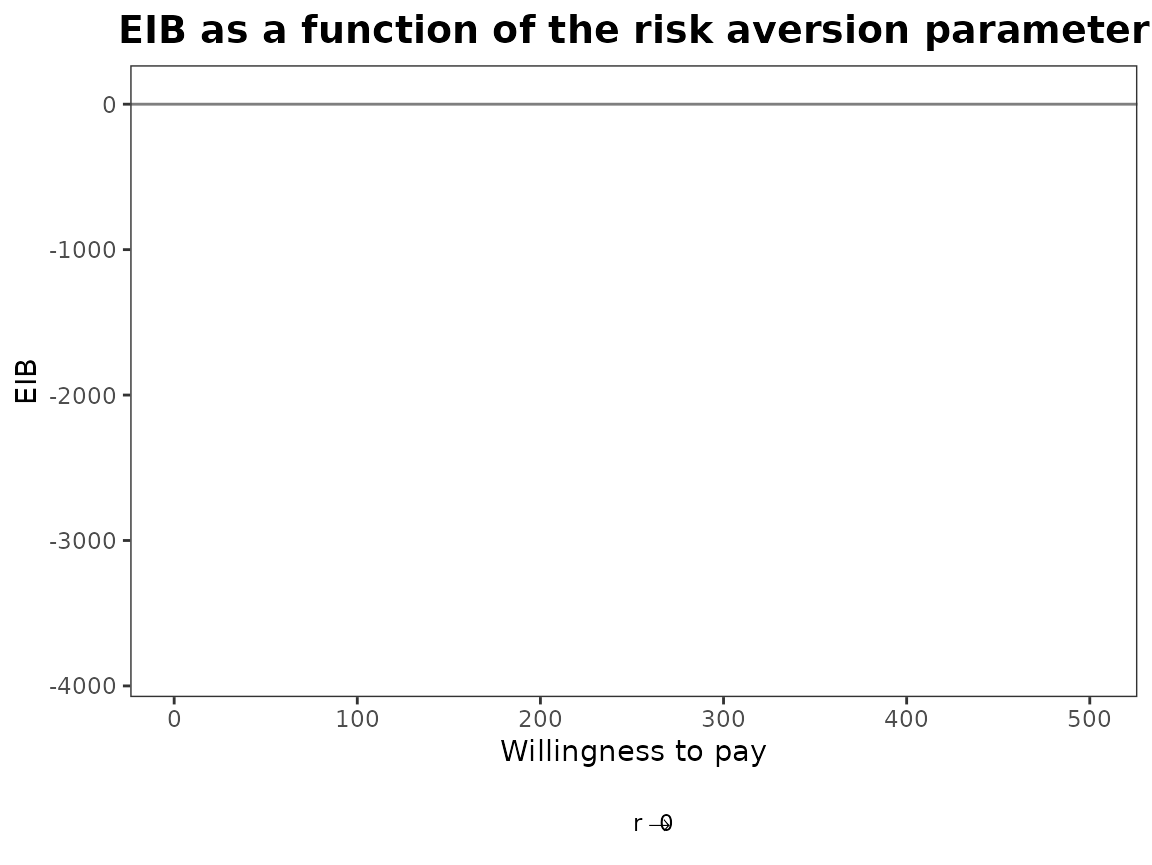 EIB as a function of the risk aversion parameter
0
-1000
-2000
-3000
-4000
EIB
0 100 200 300 400 500
Willingness to pay
r → 0